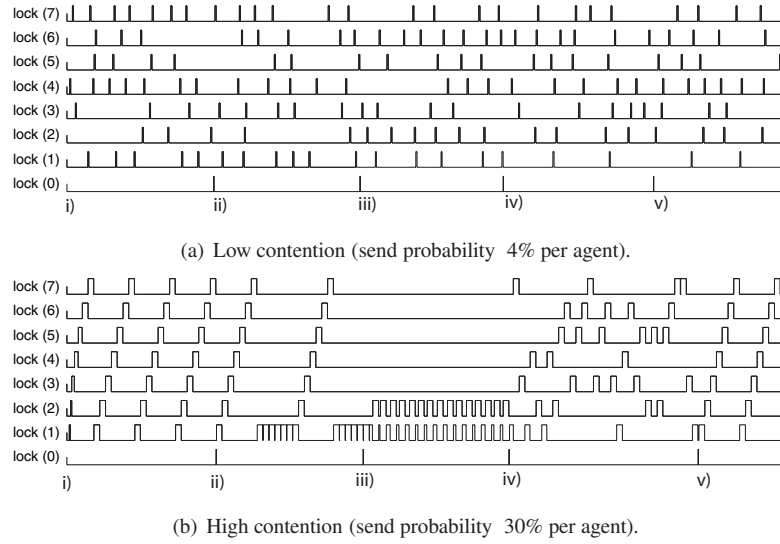 lock (7)
lock (6)
lock (5)
lock (4)
lock (3)
lock (2)
lock (1)
lock (0)
i) ii) iii) iv) v)
(a) Low contention (send probability 4% per agent).
lock (7)
lock (6)
lock (5)
lock (4)
lock (3)
lock (2)
lock (1)
lock (0)
i) ii) iii) iv) v)
(b) High contention (send probability 30% per agent).